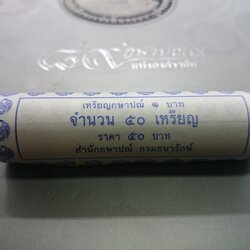 เหรียญกษาปณ์ ๑ บาท
จำนวน ๕๐ เหรียญ
ราคา ๕๐ บาท
สำนักกษาปณ์ กรมธนารักษ์